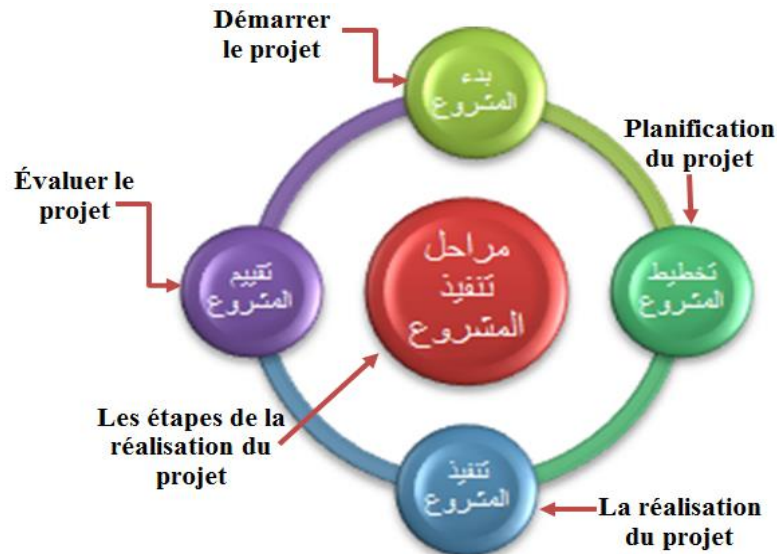 Démarrer
le projet
بدء
المشروع
Planification
du projet
Évaluer le
projet
مراحل
تنفيذ
المشروع
تقييم
المشروع
تخطيط
المشروع
Les étapes de la
réalisation du
projet
تنفيذ
المشروع
La réalisation
du projet